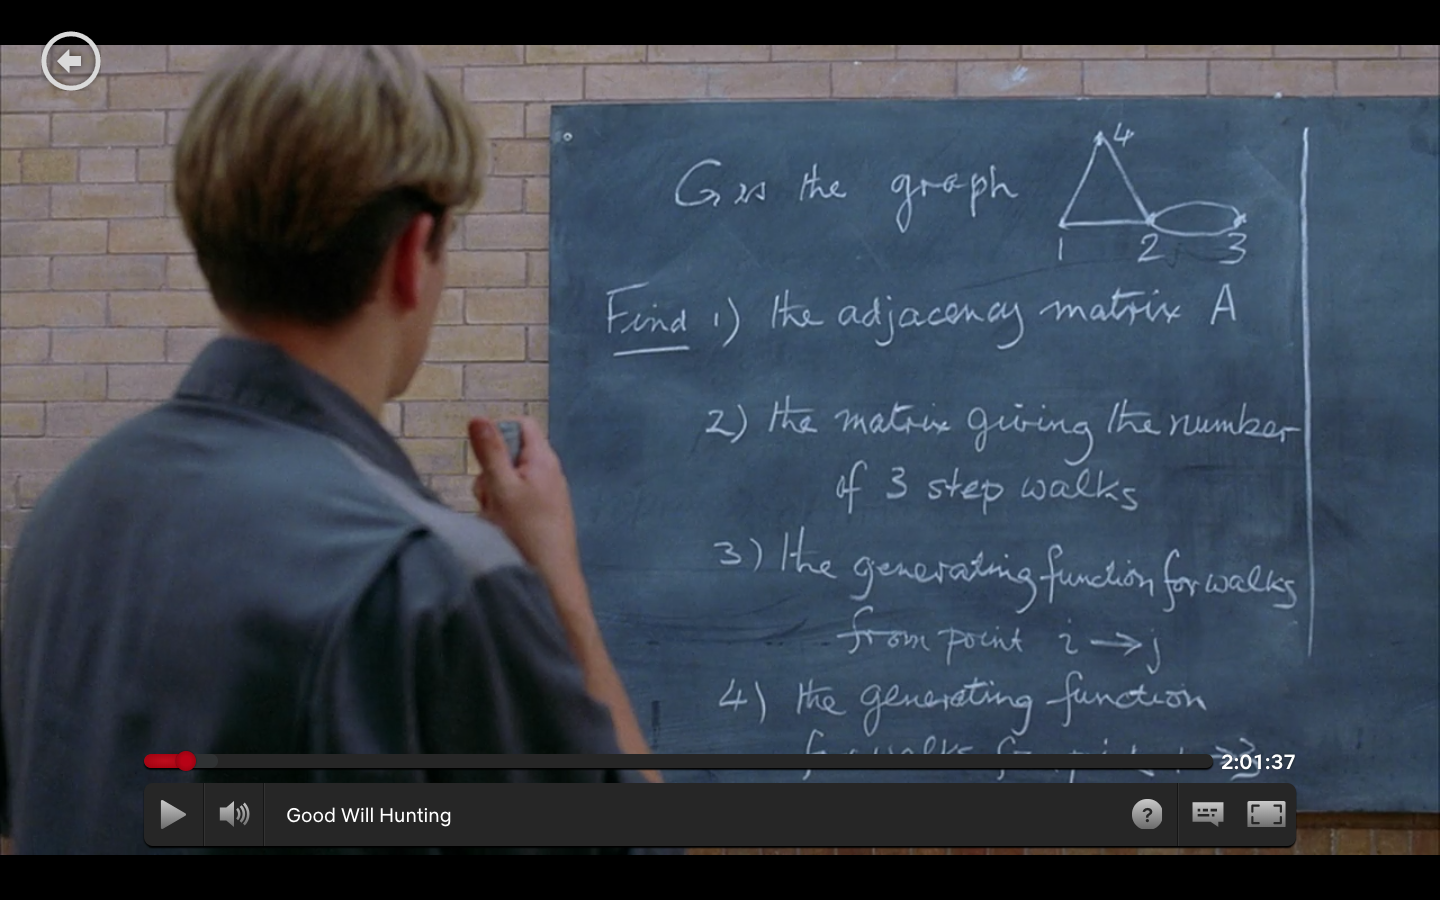 G is the graph
4
1 2 3
Find 1) the adjacency matrix A
2) the matrix giving the number
of 3 step walks
3) the generating function for walks
from point i → j
4) the generating function
2:01:37
Good Will Hunting
?